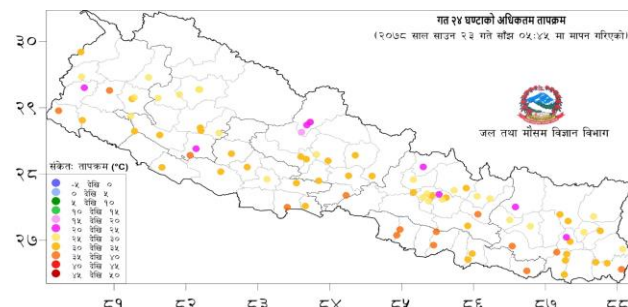 गत २४ घण्टाको अधिकतम तापक्रम
(२०७८ साल साउन २३ गते साँझ ०५:४५ मा मापन गरिएको)
जल तथा मौसम विज्ञान विभाग
३०
२९
२८
२७
संकेतः तापक्रम (°C)
-५ देखि ०
० देखि ५
५ देखि १०
१० देखि १५
१५ देखि २०
२० देखि २५
२५ देखि ३०
३० देखि ३५
३५ देखि ४०
४० देखि ४५
४५ देखि ५०
८१ ८२ ८३ ८४ ८५ ८६ ८७ ८८